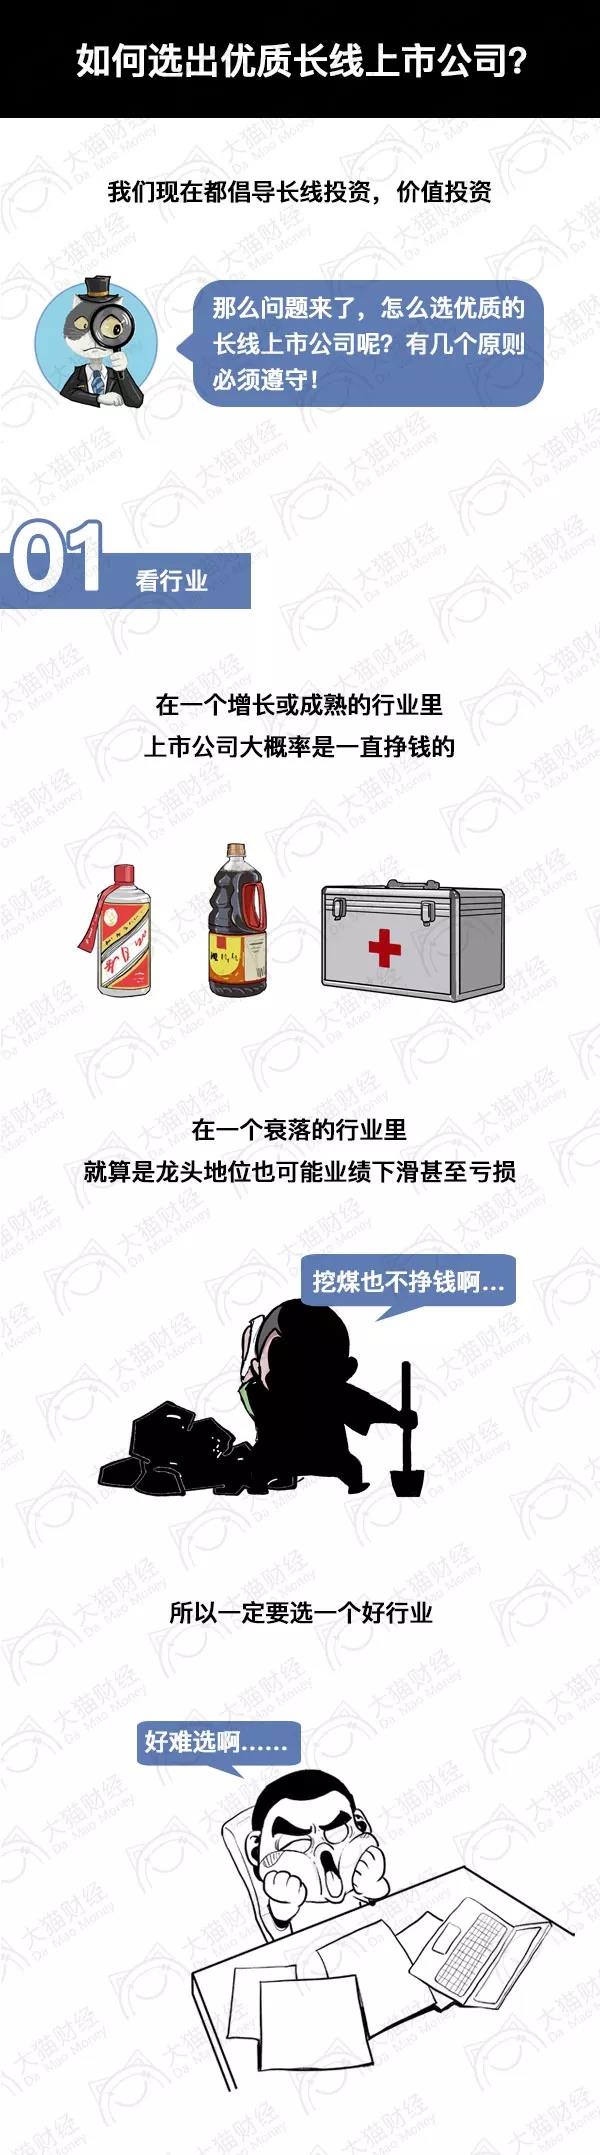 如何选出优质长线上市公司?
我们现在都倡导长线投资，价值投资
那么问题来了，怎么选优质的
长线上市公司呢？有几个原则
必须遵守！
01
看行业
在一个增长或成熟的行业里
上市公司大概率是一直挣钱的
在一个衰落的行业里
就算是龙头地位也可能业绩下滑甚至亏损
挖煤也不挣钱啊...
所以一定要选一个好行业
好难选啊......
大猫财经
Da Mao Money